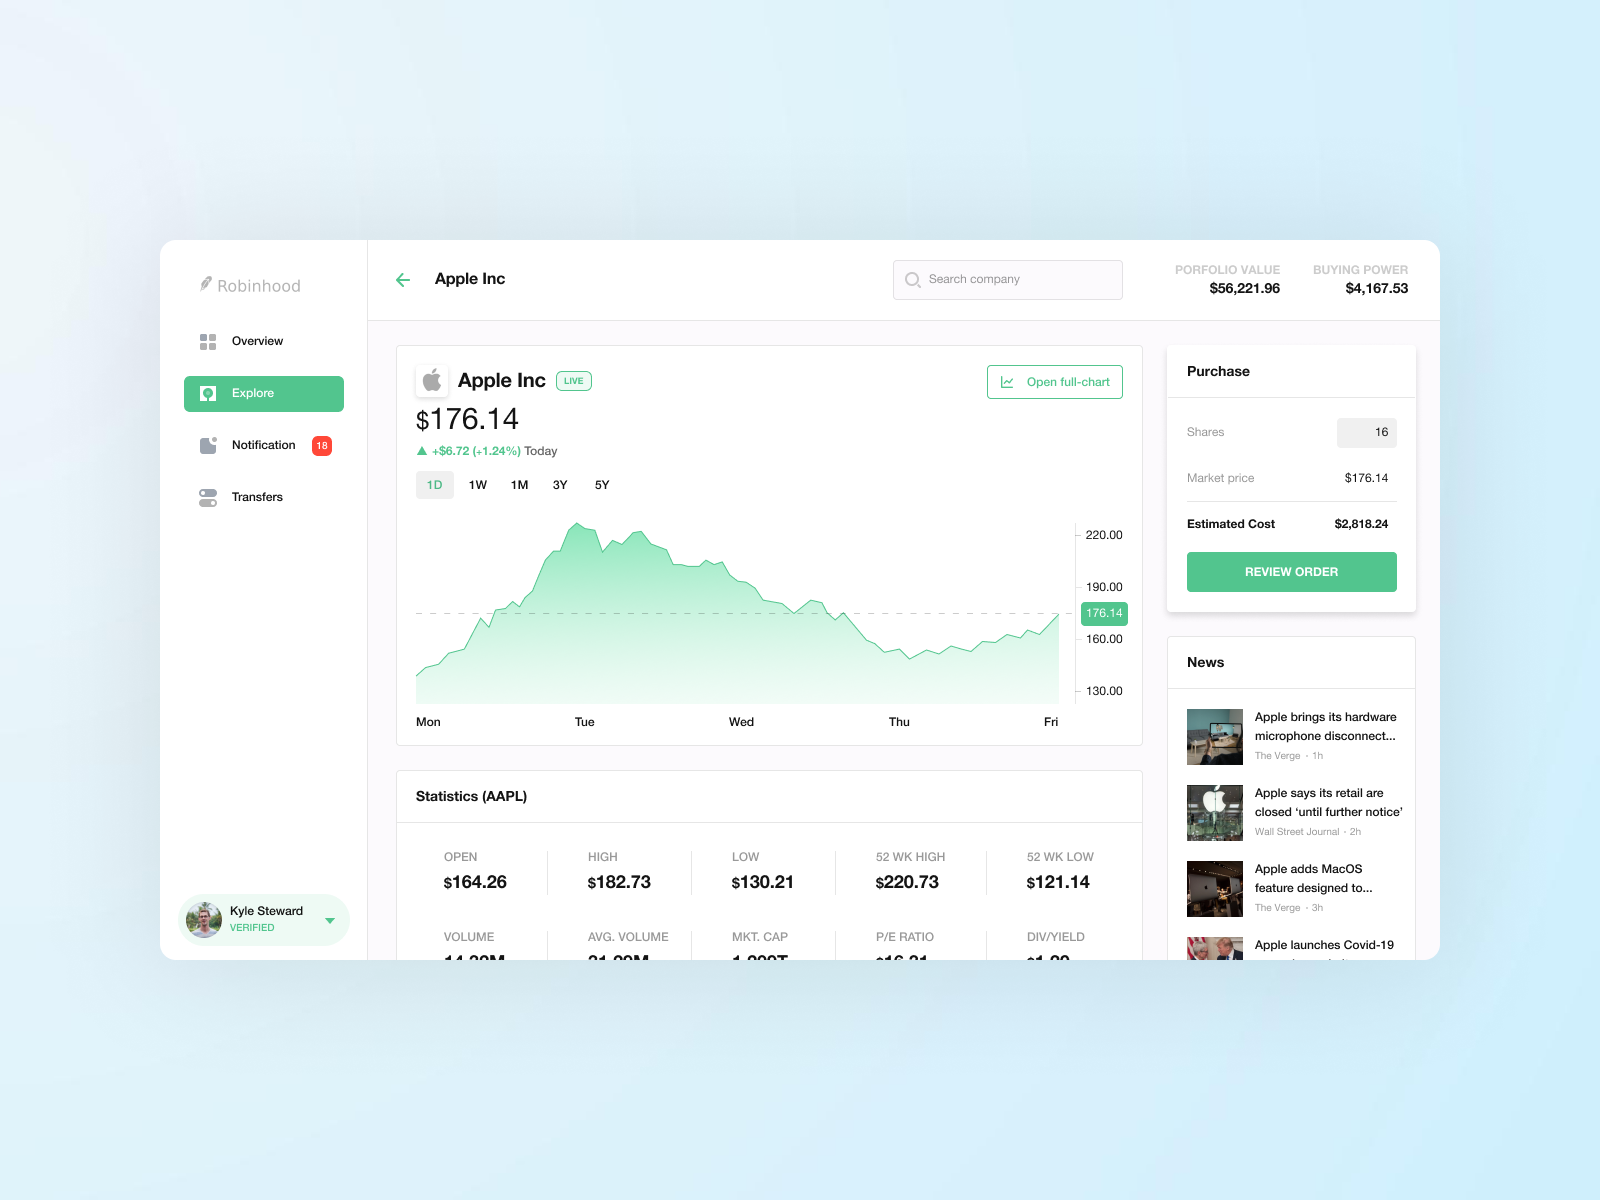 Robinhood
Overview
Explore
Notification 18
Transfers
Kyle Steward
VERIFIED
Apple Inc
Search company
PORFOLIO VALUE
$56,221.96
BUYING POWER
$4,167.53
Apple Inc LIVE
$176.14
+$6.72 (+1.24%) Today
Open full-chart
1D 1W 1M 3Y 5Y
220.00
190.00
176.14
160.00
130.00
Mon Tue Wed Thu Fri
Statistics (AAPL)
OPEN HIGH LOW 52 WK HIGH 52 WK LOW
$164.26 $182.73 $130.21 $220.73 $121.14
VOLUME AVG. VOLUME MKT. CAP P/E RATIO DIV/YIELD
Purchase
Shares 16
Market price $176.14
Estimated Cost $2,818.24
REVIEW ORDER
News
Apple brings its hardware
microphone disconnect...
The Verge · 1h
Apple says its retail are
closed ‘until further notice’
Wall Street Journal · 2h
Apple adds MacOS
feature designed to...
The Verge · 3h
Apple launches Covid-19